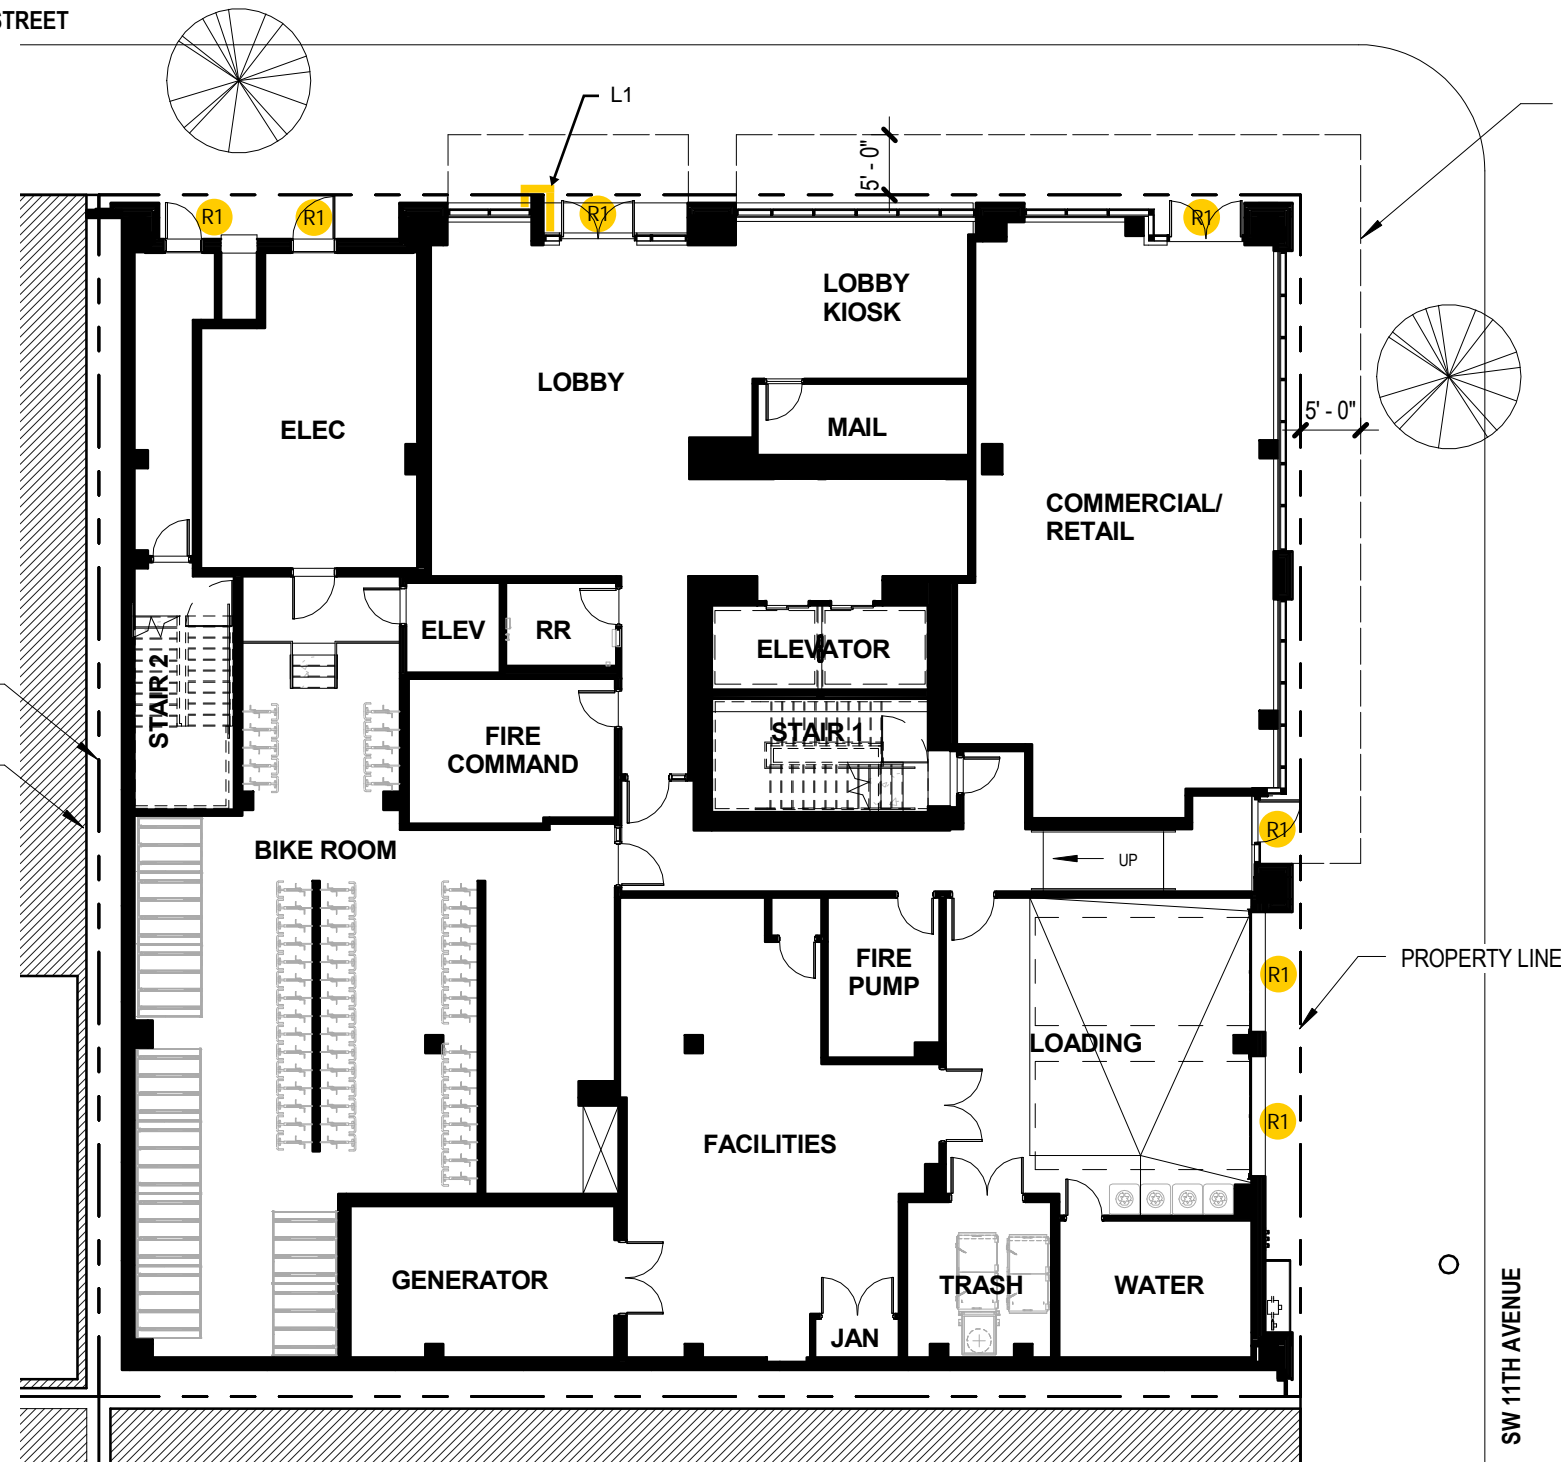 STREET
L1
5' - 0"
R1
R1
R1
R1
LOBBY
KIOSK
LOBBY
5' - 0"
ELEC
MAIL
COMMERCIAL/
RETAIL
ELEV
RR
ELEVATOR
STAIR 2
STAIR 1
FIRE
COMMAND
R1
BIKE ROOM
UP
FIRE
PUMP
PROPERTY LINE
R1
LOADING
R1
FACILITIES
GENERATOR
TRASH
WATER
JAN
SW 11TH AVENUE